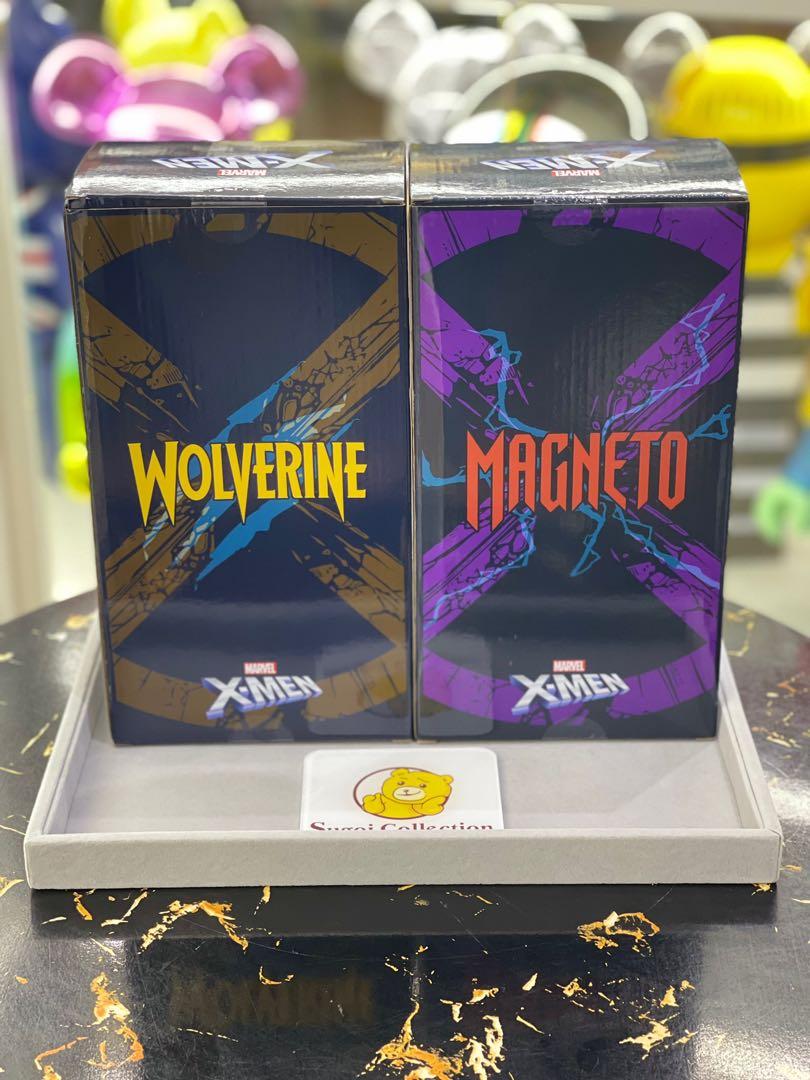 X-MEN
MARVEL
X-MEN
MARVEL
WOLVERINE
MAGNETO
MARVEL
X-MEN
MARVEL
X-MEN
Sugoi Collection